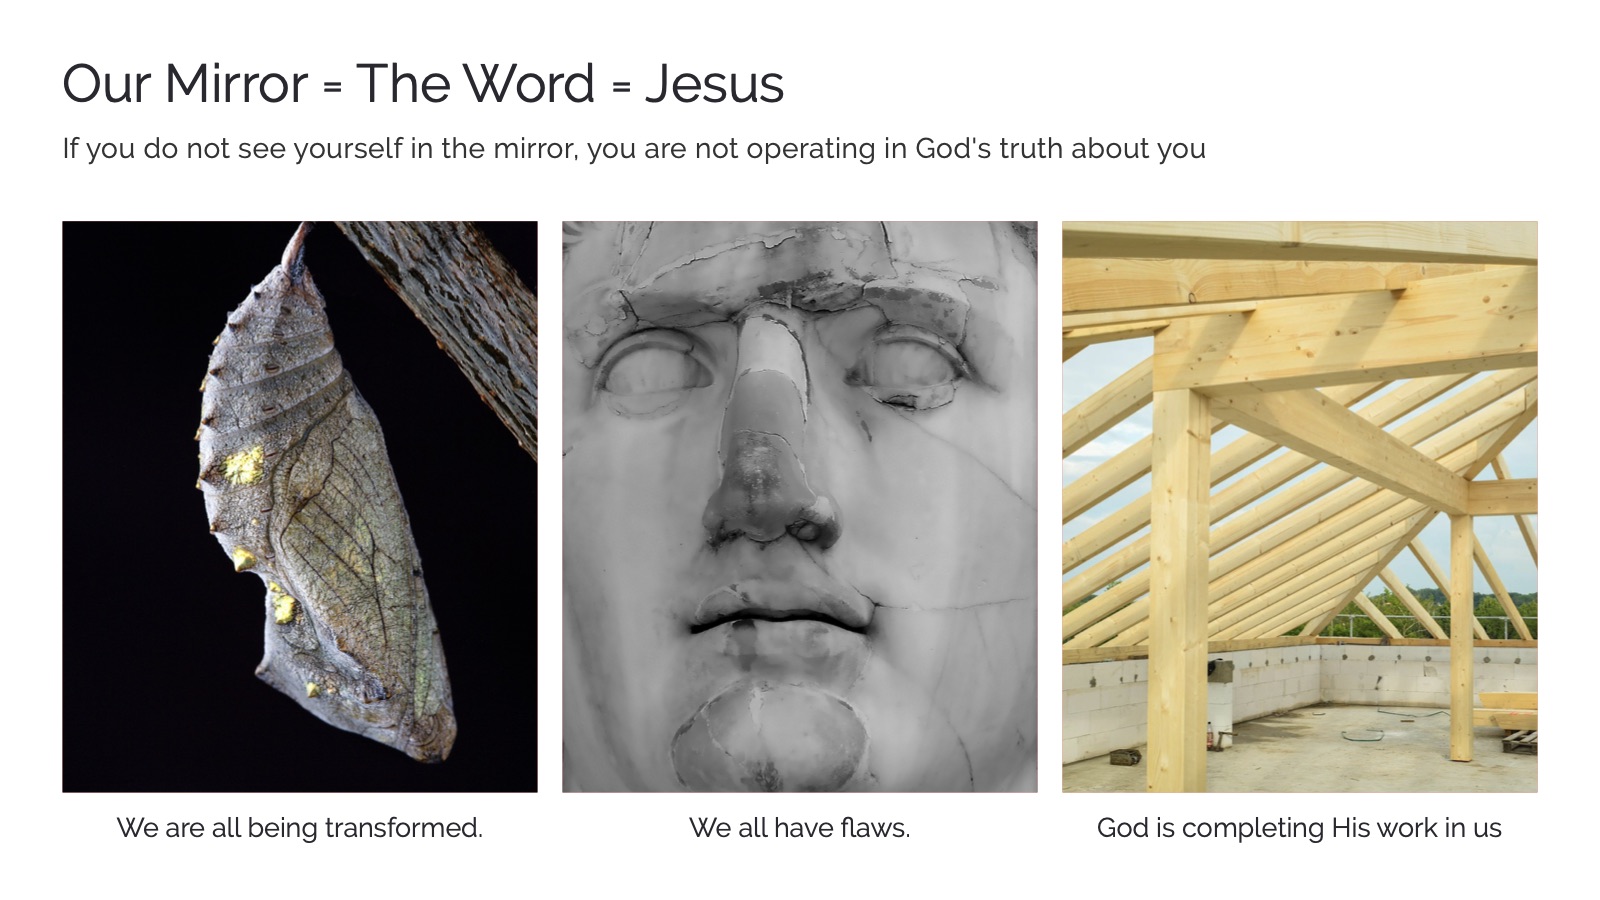 Our Mirror = The Word = Jesus
If you do not see yourself in the mirror, you are not operating in God's truth about you
We are all being transformed.
We all have flaws.
God is completing His work in us